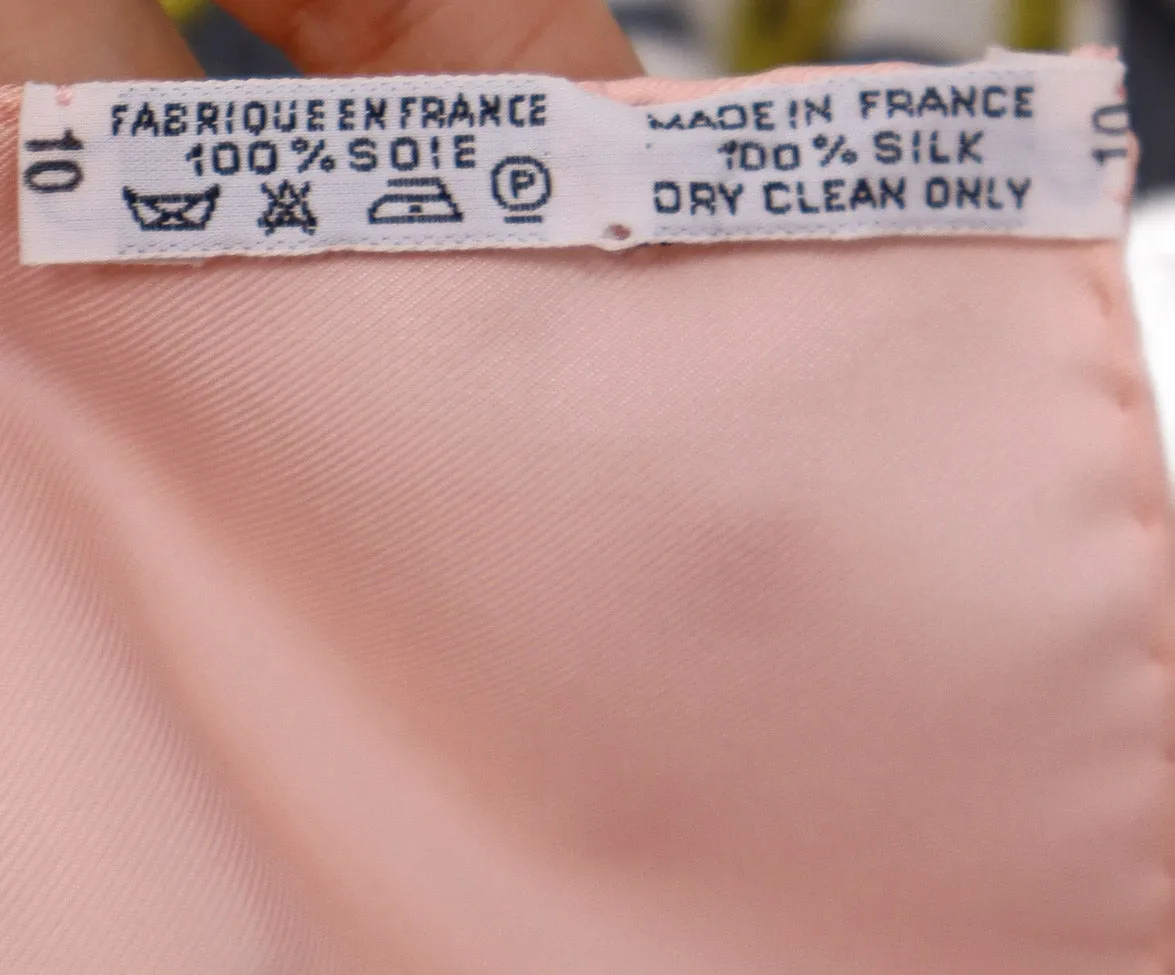 10
FABRIQUE EN FRANCE
100% SOIE
P
MADE IN FRANCE
100% SILK
DRY CLEAN ONLY
10